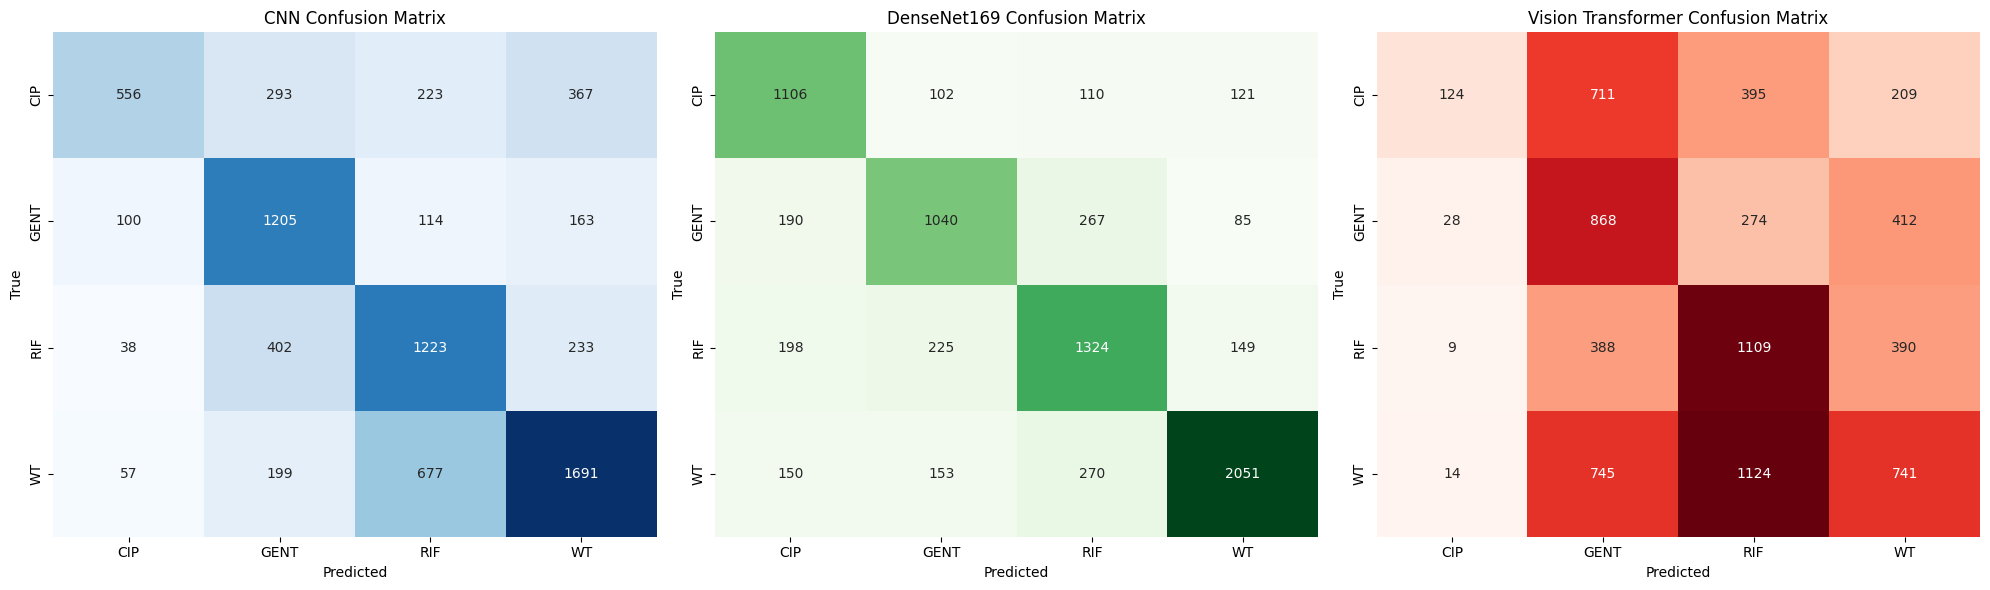 CNN Confusion Matrix
True
CIP 556 293 223 367
GENT 100 1205 114 163
RIF 38 402 1223 233
WT 57 199 677 1691
CIP GENT RIF WT
Predicted
DenseNet169 Confusion Matrix
True
CIP 1106 102 110 121
GENT 190 1040 267 85
RIF 198 225 1324 149
WT 150 153 270 2051
CIP GENT RIF WT
Predicted
Vision Transformer Confusion Matrix
True
CIP 124 711 395 209
GENT 28 868 274 412
RIF 9 388 1109 390
WT 14 745 1124 741
CIP GENT RIF WT
Predicted